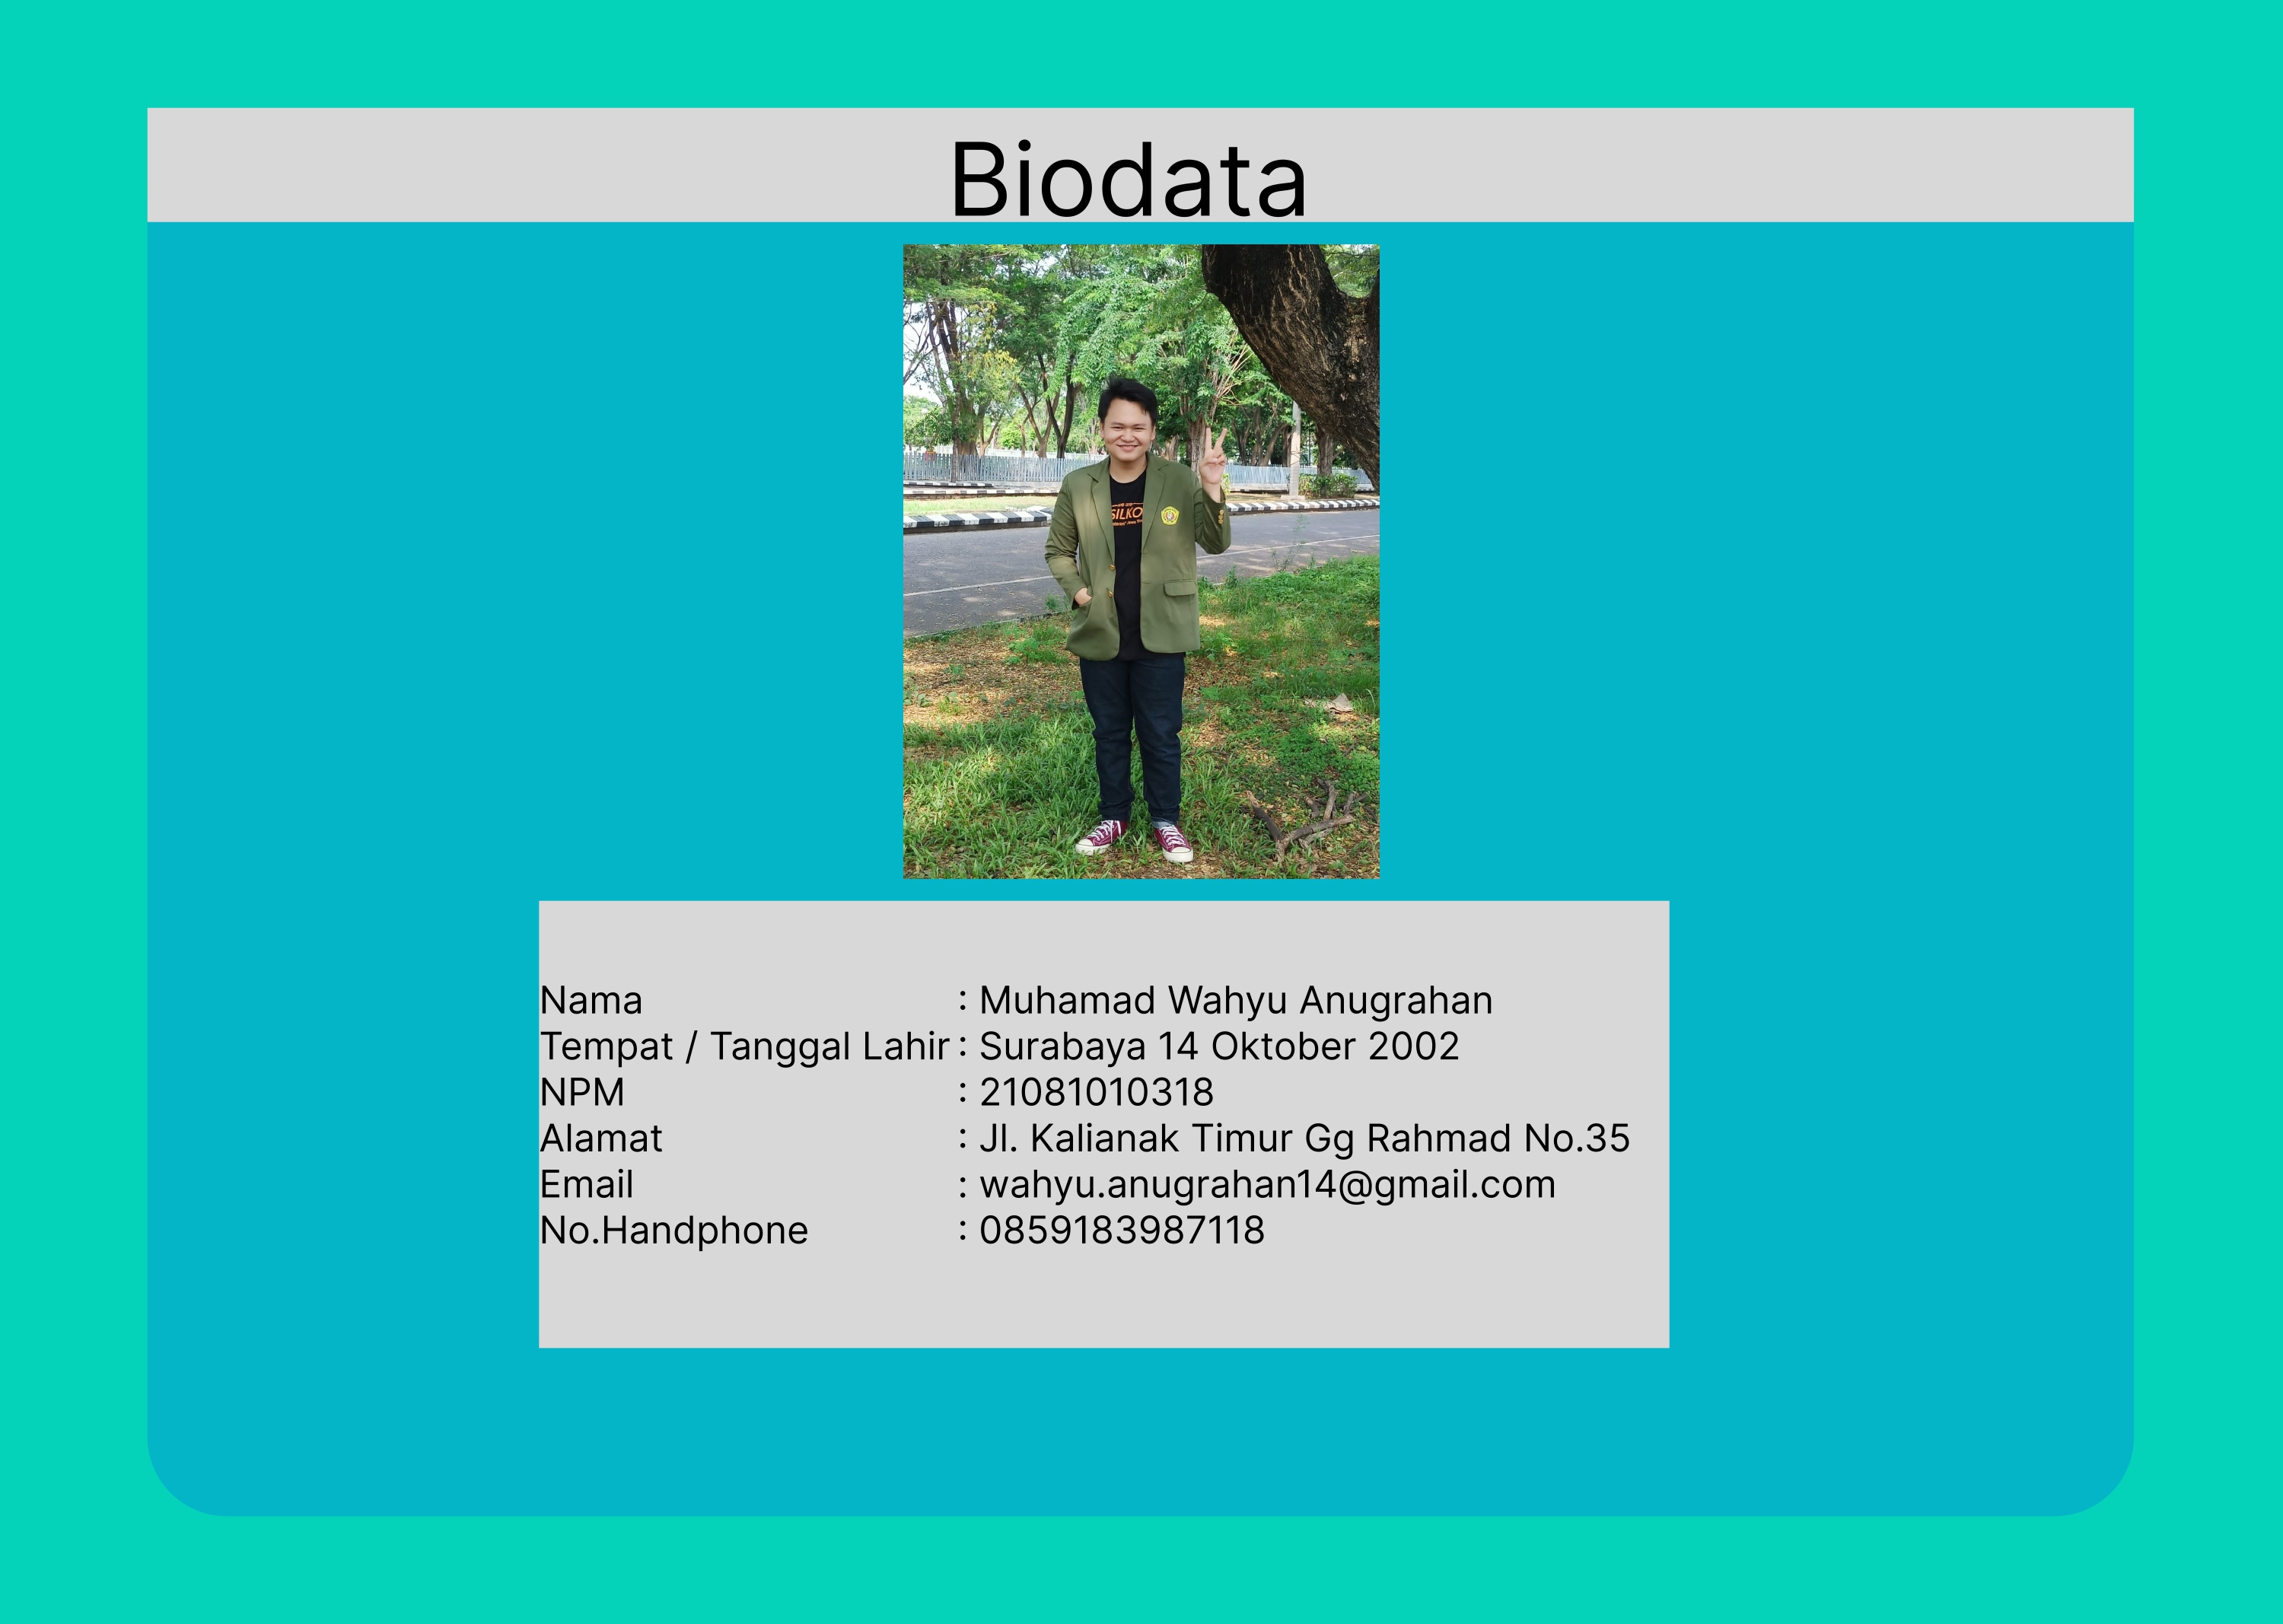 Biodata
SILKO
Nama : Muhamad Wahyu Anugrahan
Tempat / Tanggal Lahir : Surabaya 14 Oktober 2002
NPM : 21081010318
Alamat : Jl. Kalianak Timur Gg Rahmad No.35
Email : wahyu.anugrahan14@gmail.com
No.Handphone : 0859183987118